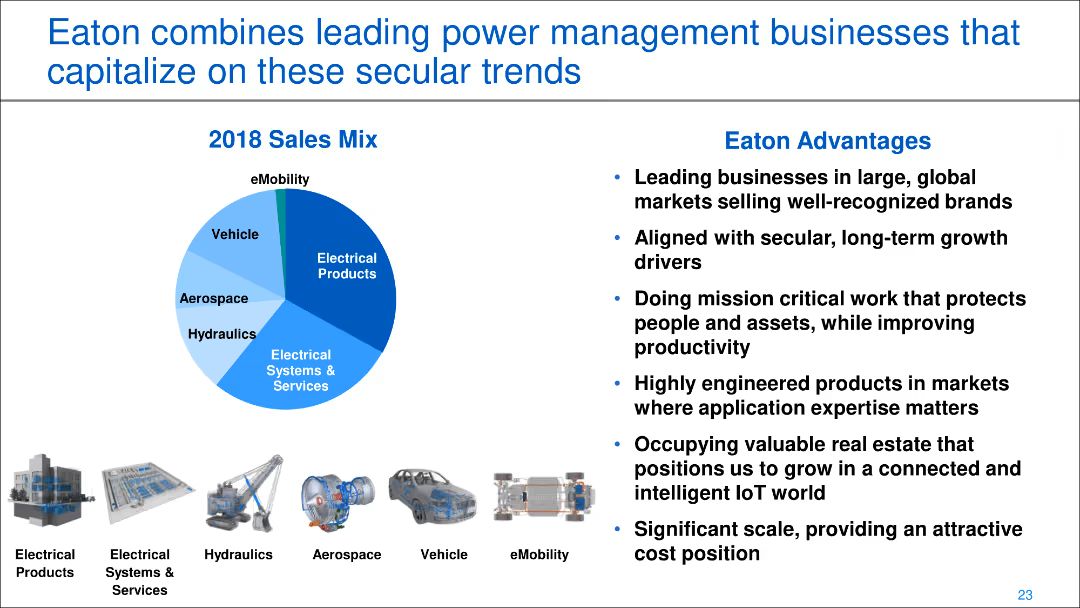 Eaton combines leading power management businesses that
capitalize on these secular trends
2018 Sales Mix
eMobility
Vehicle
Electrical
Products
Aerospace
Hydraulics
Electrical
Systems &
Services
Electrical
Products
Electrical
Systems &
Services
Hydraulics
Aerospace
Vehicle
eMobility
Eaton Advantages
• Leading businesses in large, global
markets selling well-recognized brands
• Aligned with secular, long-term growth
drivers
• Doing mission critical work that protects
people and assets, while improving
productivity
• Highly engineered products in markets
where application expertise matters
• Occupying valuable real estate that
positions us to grow in a connected and
intelligent IoT world
• Significant scale, providing an attractive
cost position
23